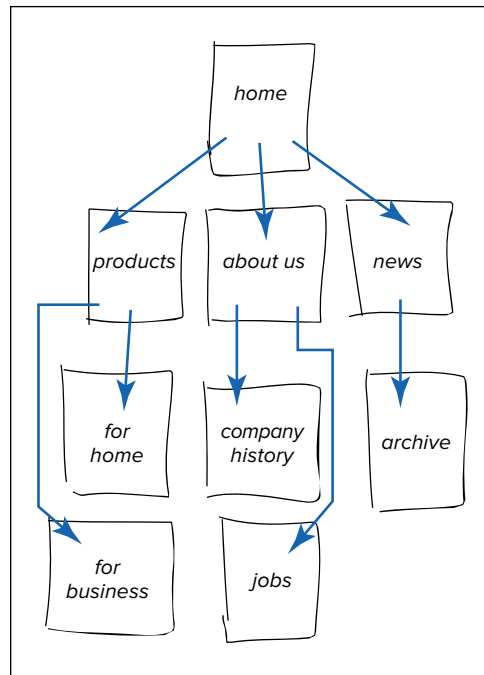 home
products
about us
news
for
home
company
history
archive
for
business
jobs